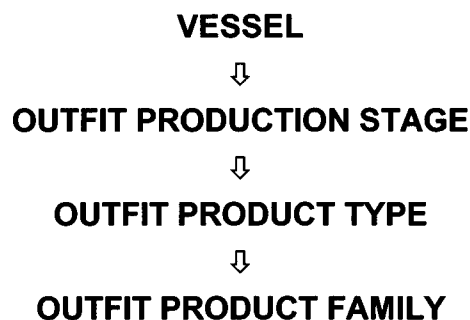 VESSEL
⇩
OUTFIT PRODUCTION STAGE
⇩
OUTFIT PRODUCT TYPE
⇩
OUTFIT PRODUCT FAMILY